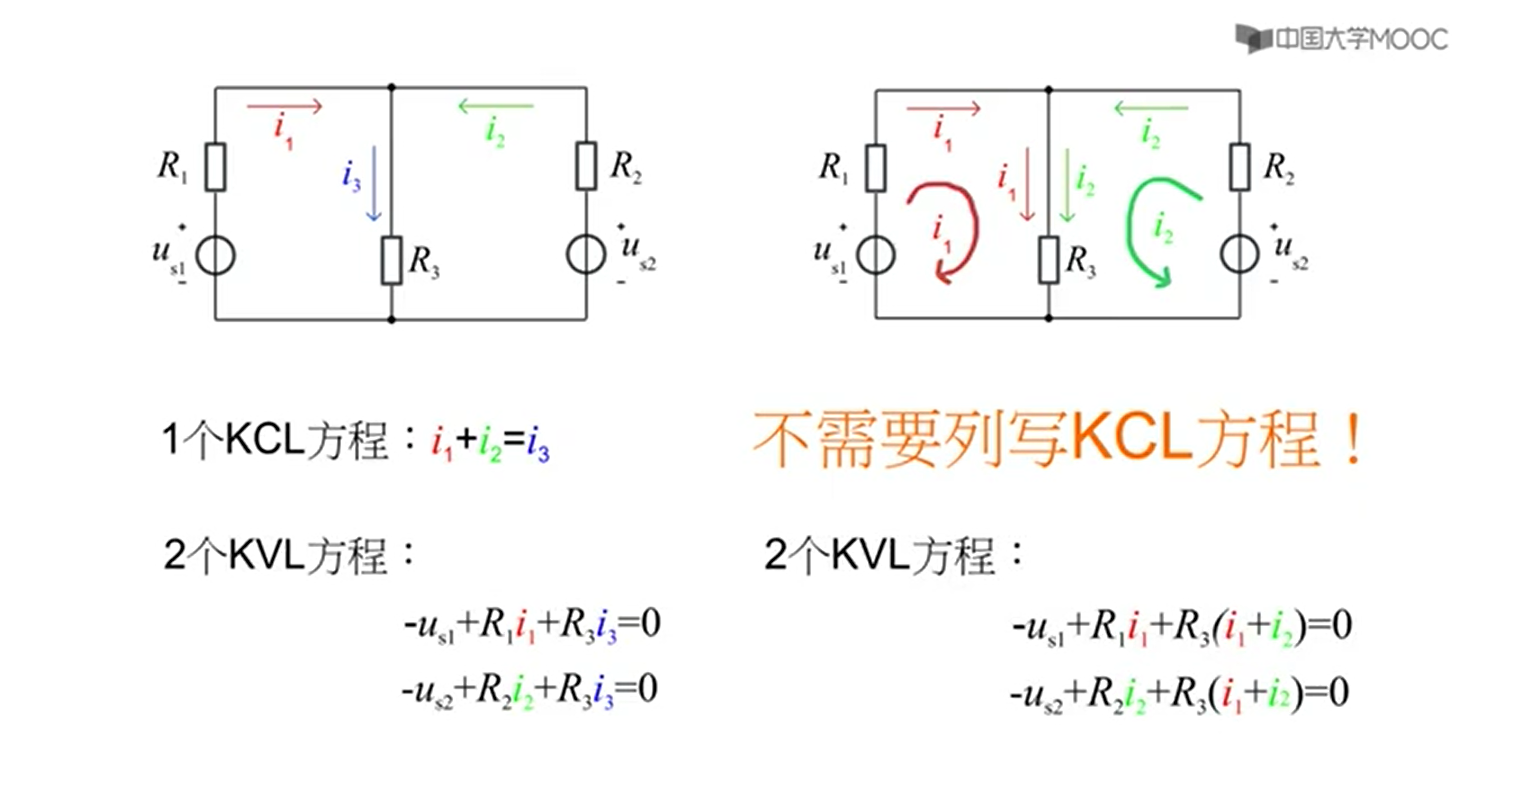 中国大学MOOC
i₁ i₂
R₁ i₃ R₂
+ +
uₛ₁ R₃ uₛ₂
- -
i₁ i₂
R₁ i₁ i₂ R₂
+ i₁ i₂ +
uₛ₁ R₃ uₛ₂
- -
1个KCL方程：i₁+i₂=i₃
2个KVL方程：
-uₛ₁+R₁i₁+R₃i₃=0
-uₛ₂+R₂i₂+R₃i₃=0
不需要列写KCL方程！
2个KVL方程：
-uₛ₁+R₁i₁+R₃(i₁+i₂)=0
-uₛ₂+R₂i₂+R₃(i₁+i₂)=0